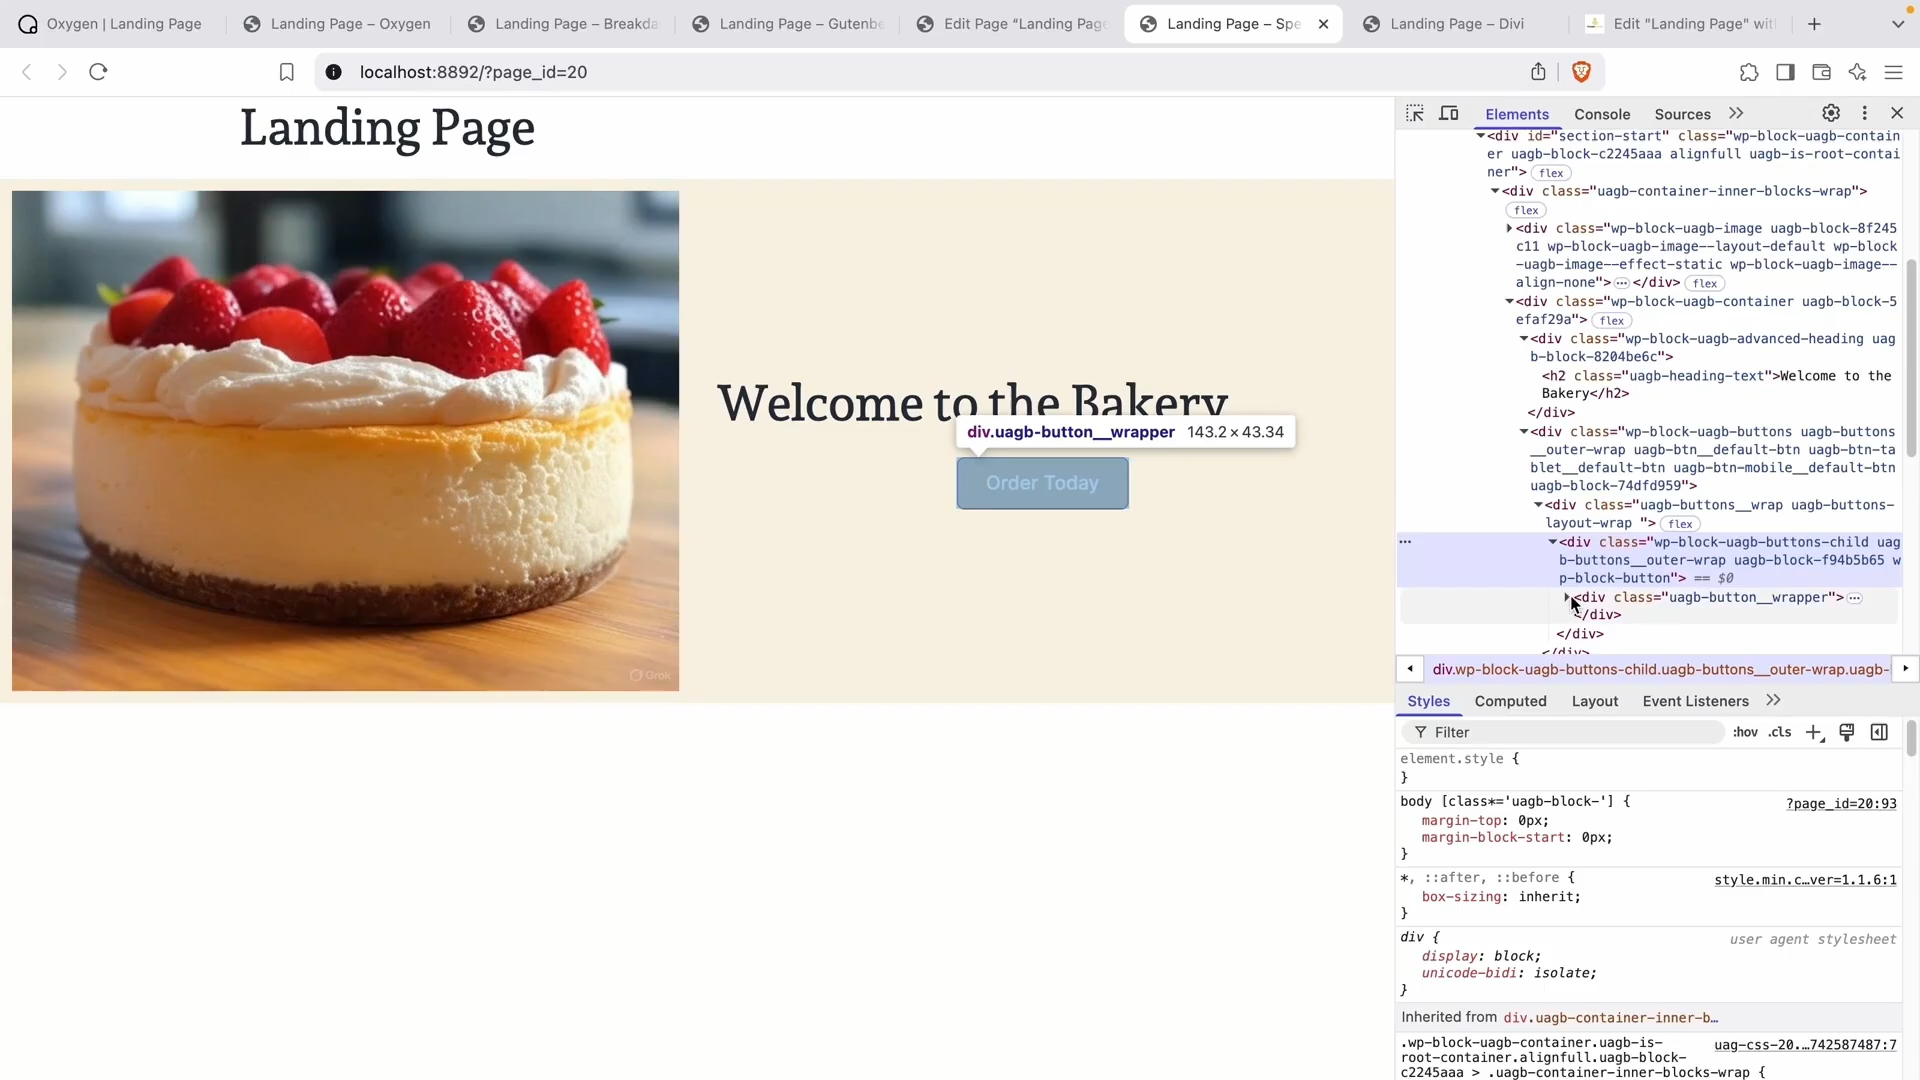 Oxygen | Landing Page
Landing Page – Oxygen
Landing Page – Breakda
Landing Page – Gutenbe
Edit Page “Landing Page
Landing Page – Spe
Landing Page – Divi
Edit "Landing Page" wit
localhost:8892/?page_id=20
Landing Page
Welcome to the Bakery
div.uagb-button__wrapper 143.2 × 43.34
Order Today
Grok
Elements
Console
Sources
<div id="section-start" class="wp-block-uagb-contain
er uagb-block-c2245aaa alignfull uagb-is-root-contai
ner"> flex
<div class="uagb-container-inner-blocks-wrap">
flex
<div class="wp-block-uagb-image uagb-block-8f245
c11 wp-block-uagb-image--layout-default wp-block
-uagb-image--effect-static wp-block-uagb-image--
align-none"> ⋯ </div> flex
<div class="wp-block-uagb-container uagb-block-5
efaf29a"> flex
<div class="wp-block-uagb-advanced-heading uag
b-block-8204be6c">
<h2 class="uagb-heading-text">Welcome to the
Bakery</h2>
</div>
<div class="wp-block-uagb-buttons uagb-buttons
__outer-wrap uagb-btn__default-btn uagb-btn-ta
blet__default-btn uagb-btn-mobile__default-btn
uagb-block-74dfd959">
<div class="uagb-buttons__wrap uagb-buttons-
layout-wrap "> flex
<div class="wp-block-uagb-buttons-child uag
b-buttons__outer-wrap uagb-block-f94b5b65 w
p-block-button"> == $0
<div class="uagb-button__wrapper"> ⋯
</div>
</div>
</div>
div.wp-block-uagb-buttons-child.uagb-buttons__outer-wrap.uagb-
Styles
Computed
Layout
Event Listeners
Filter
:hov .cls
element.style {
}
body [class*='uagb-block-'] { ?page_id=20:93
margin-top: 0px;
margin-block-start: 0px;
}
*, ::after, ::before { style.min.c…ver=1.1.6:1
box-sizing: inherit;
}
div { user agent stylesheet
display: block;
unicode-bidi: isolate;
}
Inherited from div.uagb-container-inner-b…
.wp-block-uagb-container.uagb-is- uag-css-20.…742587487:7
root-container.alignfull.uagb-block-
c2245aaa > .uagb-container-inner-blocks-wrap {